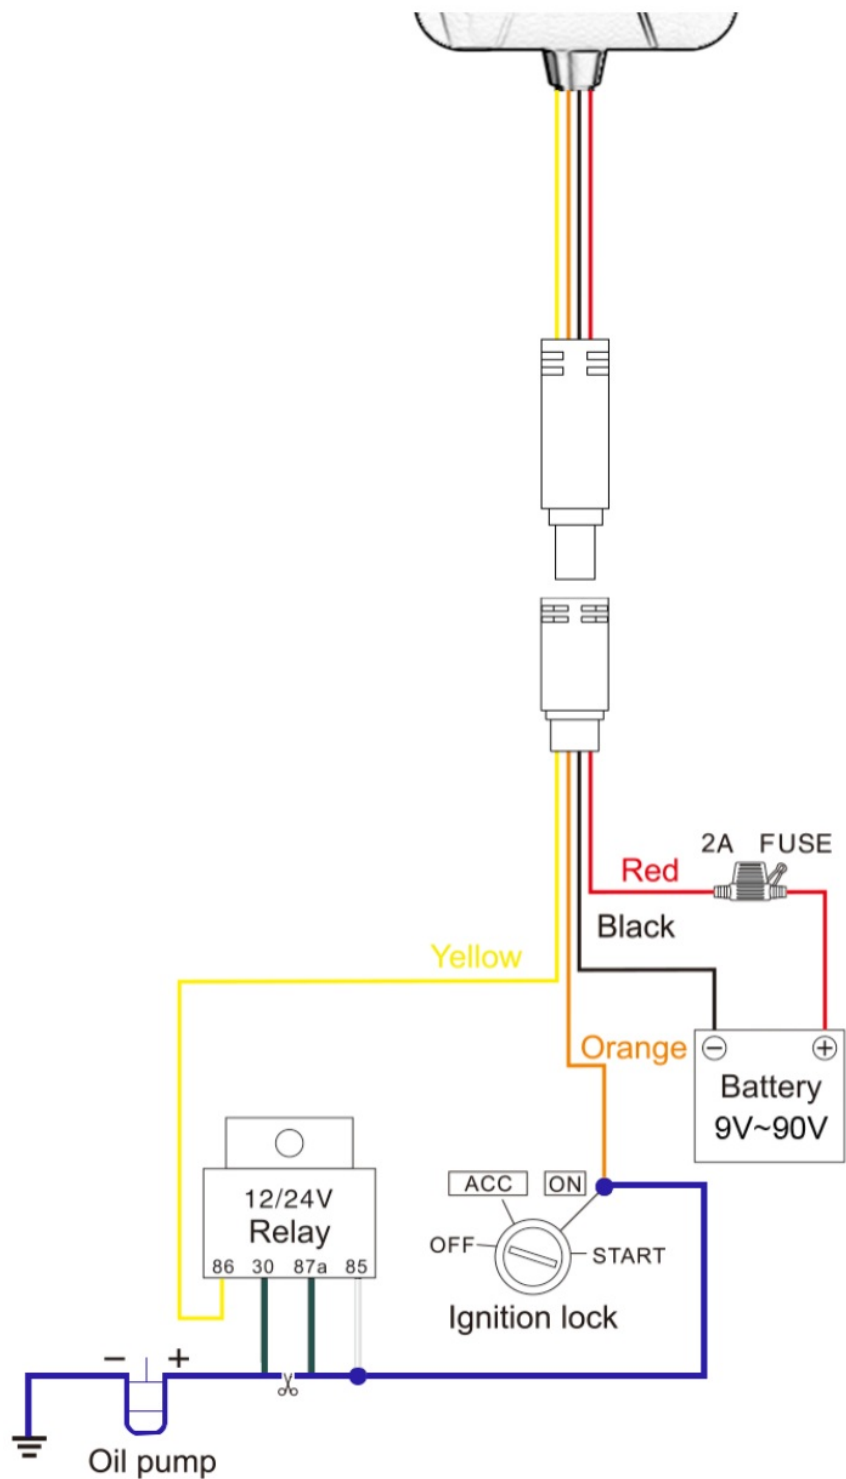 2A FUSE
Red
Black
Yellow
Orange
− +
Battery
9V~90V
ACC ON
12/24V
Relay
OFF START
86 30 87a 85
Ignition lock
− +
Oil pump